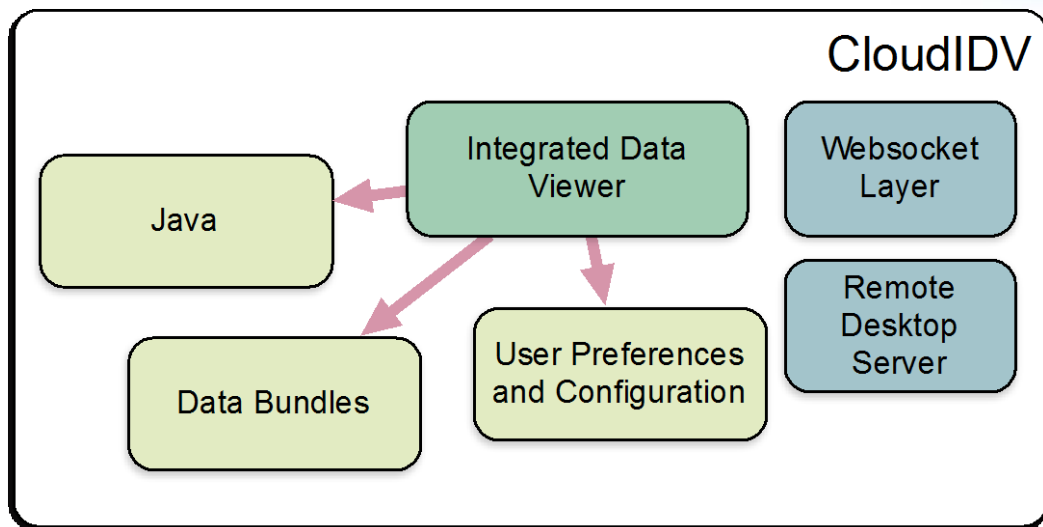 CloudIDV
Integrated Data
Viewer
Websocket
Layer
Java
Remote
Desktop
Server
User Preferences
and Configuration
Data Bundles